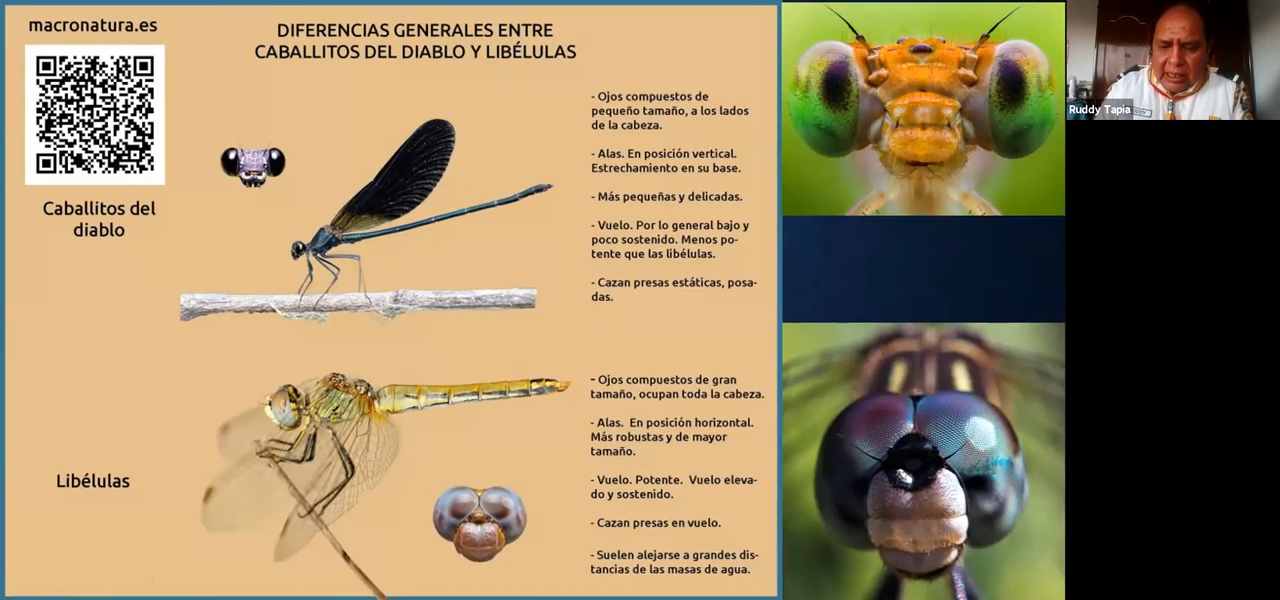 macronatura.es
DIFERENCIAS GENERALES ENTRE
CABALLITOS DEL DIABLO Y LIBÉLULAS
Caballitos del
diablo
- Ojos compuestos de
pequeño tamaño, a los lados
de la cabeza.
- Alas. En posición vertical.
Estrechamiento en su base.
- Más pequeñas y delicadas.
- Vuelo. Por lo general bajo y
poco sostenido. Menos po-
tente que las libélulas.
- Cazan presas estáticas, posa-
das.
Libélulas
- Ojos compuestos de gran
tamaño, ocupan toda la cabeza.
- Alas. En posición horizontal.
Más robustas y de mayor
tamaño.
- Vuelo. Potente. Vuelo eleva-
do y sostenido.
- Cazan presas en vuelo.
- Suelen alejarse a grandes dis-
tancias de las masas de agua.
Ruddy Tapia